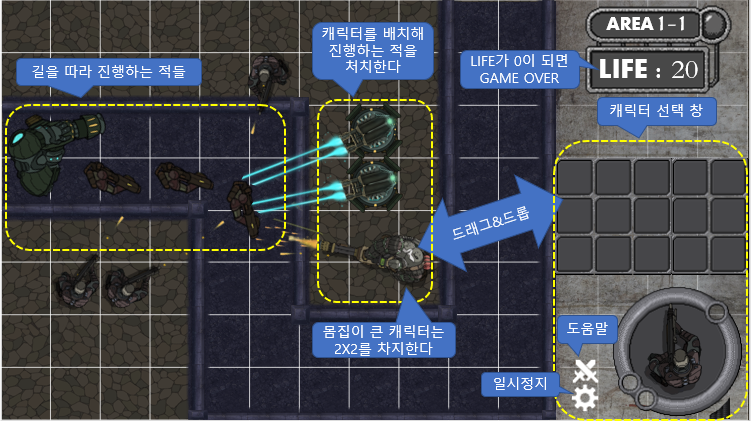 캐릭터를 배치해
진행하는 적을
처치한다
길을 따라 진행하는 적들
AREA 1-1
LIFE가 0이 되면
GAME OVER
LIFE : 20
캐릭터 선택 창
드래그&드롭
몸집이 큰 캐릭터는
2X2를 차지한다
도움말
일시정지